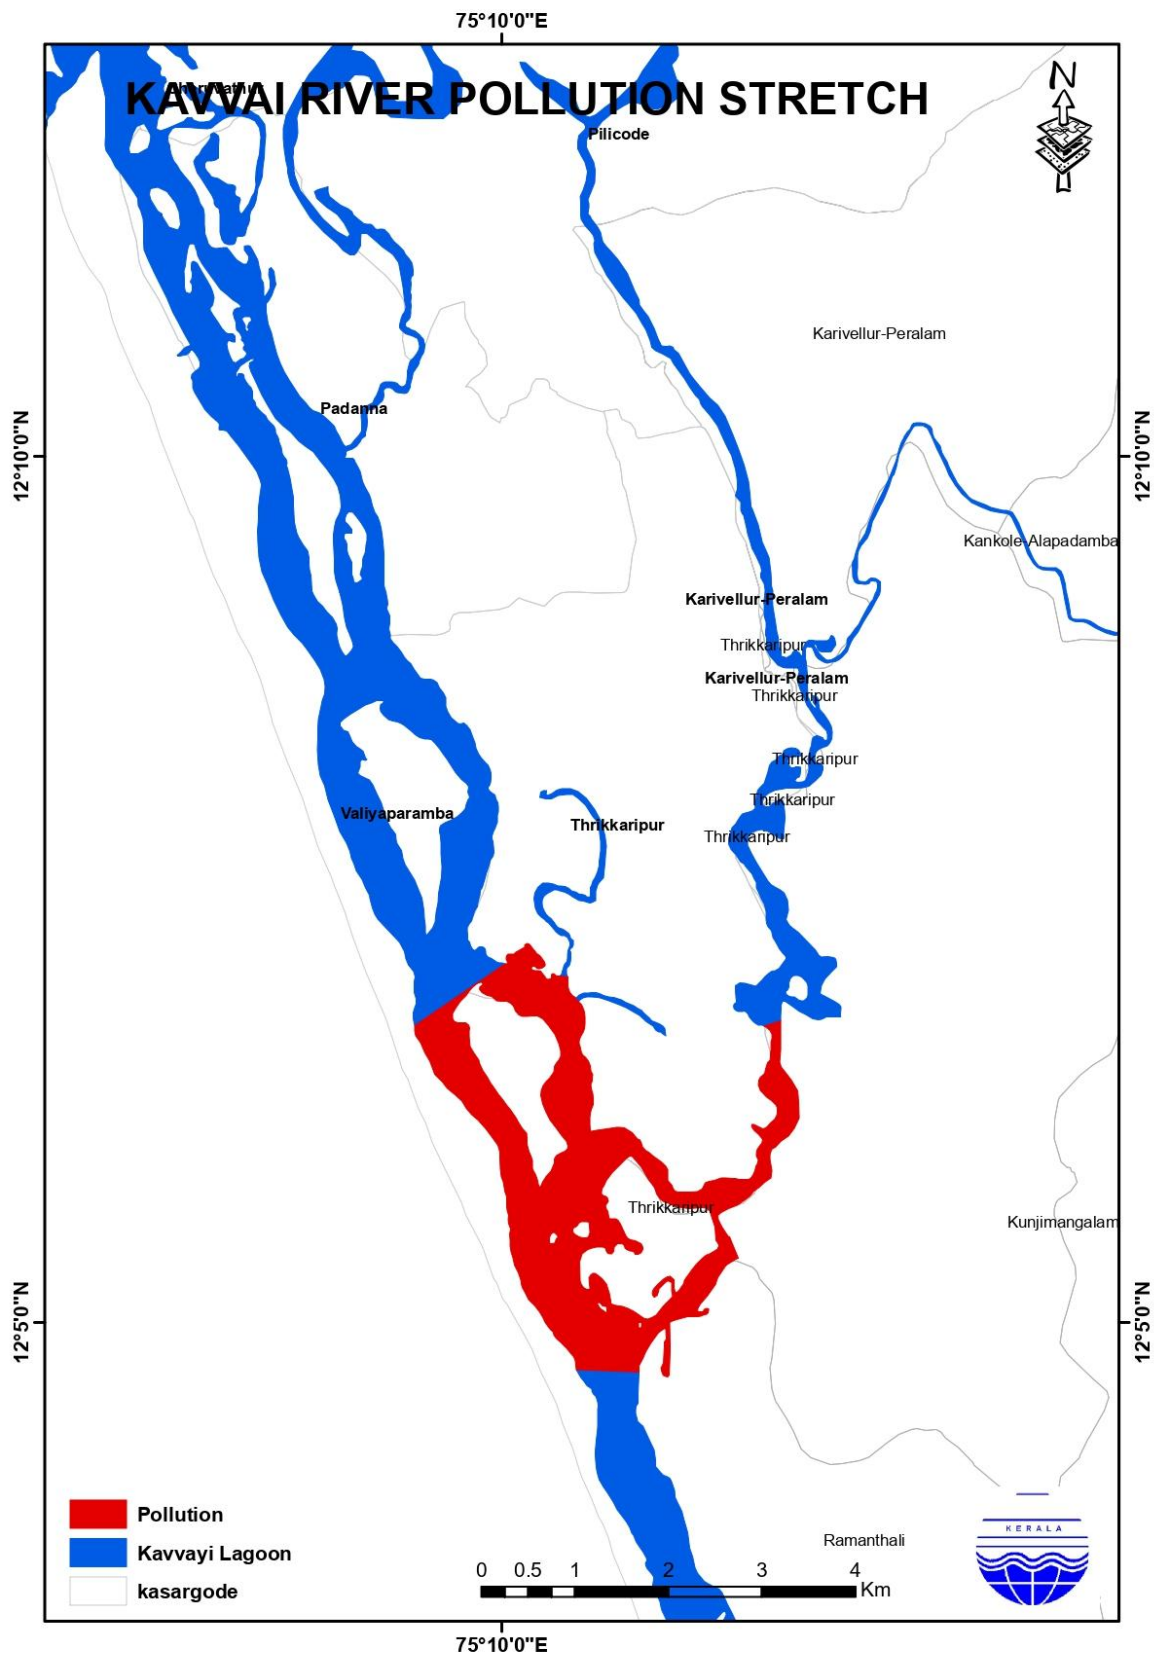 75°10'0"E
KAVVAI RIVER POLLUTION STRETCH
Cheruvathur
N
Pilicode
Karivellur-Peralam
Padanna
12°10'0"N
12°10'0"N
Kankole-Alapadamba
Karivellur-Peralam
Thrikkaripur
Karivellur-Peralam
Thrikkaripur
Thrikkaripur
Thrikkaripur
Valiyaparamba
Thrikkaripur
Thrikkaripur
Thrikkaripur
Kunjimangalam
12°5'0"N
12°5'0"N
Pollution
Kavvayi Lagoon
kasargode
Ramanthali
KERALA
0 0.5 1 2 3 4
Km
75°10'0"E